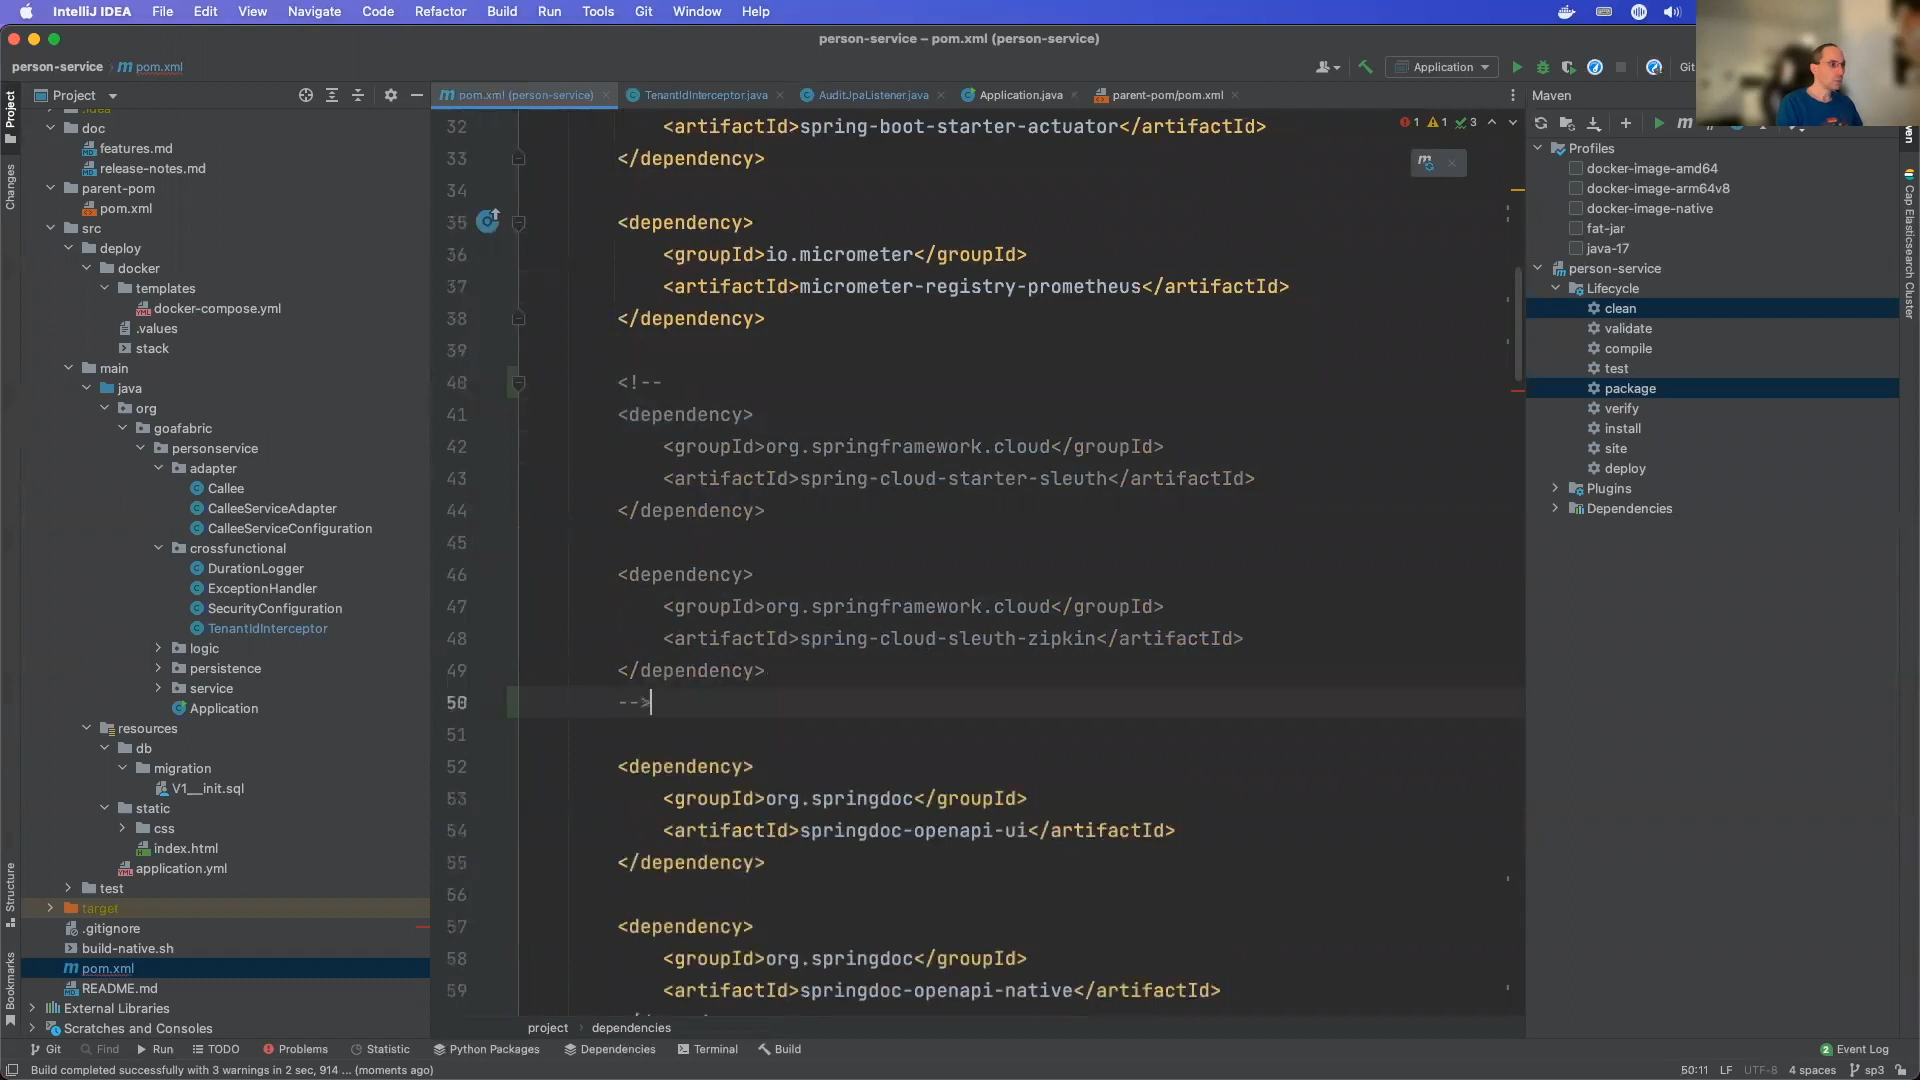 IntelliJ IDEA File Edit View Navigate Code Refactor Build Run Tools Git Window Help
person-service – pom.xml (person-service)
person-service pom.xml
Application
Git
Project
pom.xml (person-service)
TenantIdInterceptor.java
AuditJpaListener.java
Application.java
parent-pom/pom.xml
Maven
Project
Changes
Structure
Bookmarks
.idea
doc
features.md
release-notes.md
parent-pom
pom.xml
src
deploy
docker
templates
docker-compose.yml
.values
stack
main
java
org
goafabric
personservice
adapter
Callee
CalleeServiceAdapter
CalleeServiceConfiguration
crossfunctional
DurationLogger
ExceptionHandler
SecurityConfiguration
TenantIdInterceptor
logic
persistence
service
Application
resources
db
migration
V1__init.sql
static
css
index.html
application.yml
test
target
.gitignore
build-native.sh
pom.xml
README.md
External Libraries
Scratches and Consoles
1 1 3
32 <artifactId>spring-boot-starter-actuator</artifactId>
33 </dependency>
34
35 <dependency>
36 <groupId>io.micrometer</groupId>
37 <artifactId>micrometer-registry-prometheus</artifactId>
38 </dependency>
39
40 <!--
41 <dependency>
42 <groupId>org.springframework.cloud</groupId>
43 <artifactId>spring-cloud-starter-sleuth</artifactId>
44 </dependency>
45
46 <dependency>
47 <groupId>org.springframework.cloud</groupId>
48 <artifactId>spring-cloud-sleuth-zipkin</artifactId>
49 </dependency>
50 -->
51
52 <dependency>
53 <groupId>org.springdoc</groupId>
54 <artifactId>springdoc-openapi-ui</artifactId>
55 </dependency>
56
57 <dependency>
58 <groupId>org.springdoc</groupId>
59 <artifactId>springdoc-openapi-native</artifactId>
project dependencies
Profiles
docker-image-amd64
docker-image-arm64v8
docker-image-native
fat-jar
java-17
person-service
Lifecycle
clean
validate
compile
test
package
verify
install
site
deploy
Plugins
Dependencies
Cap Elasticsearch Cluster
Git Find Run TODO Problems Statistic Python Packages Dependencies Terminal Build
2 Event Log
Build completed successfully with 3 warnings in 2 sec, 914 ... (moments ago)
50:11 LF UTF-8 4 spaces sp3